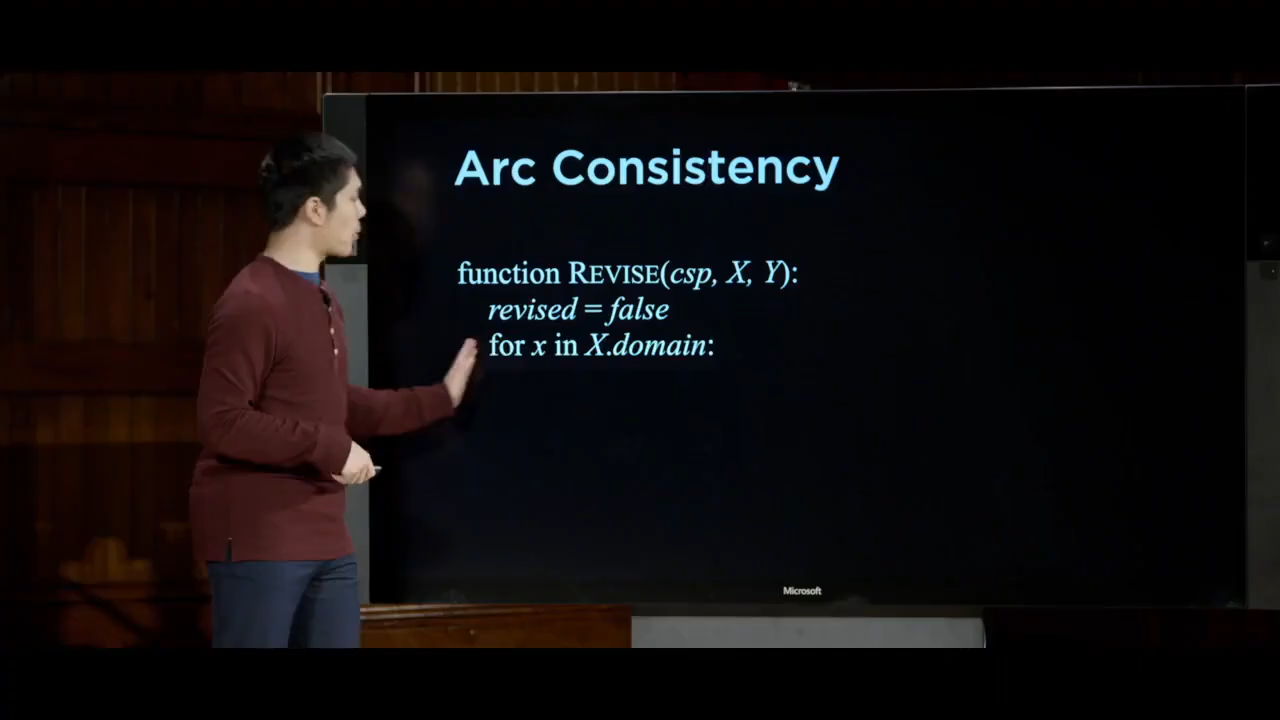 Arc Consistency
function REVISE(csp, X, Y):
revised = false
for x in X.domain:
Microsoft